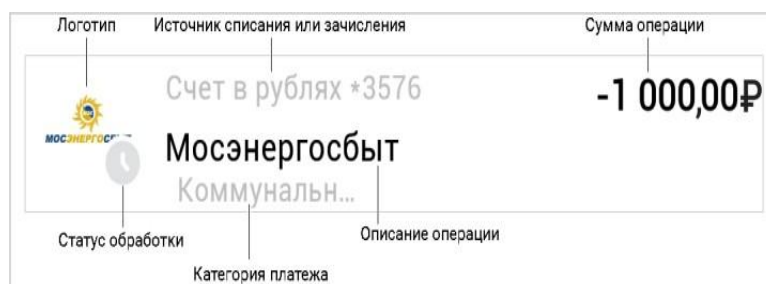 Логотип Источник списания или зачисления Сумма операции
Счет в рублях *3576 -1 000,00₽
МОСЭНЕРГОС
Мосэнергосбыт
Коммунальн...
Статус обработки Описание операции
Категория платежа